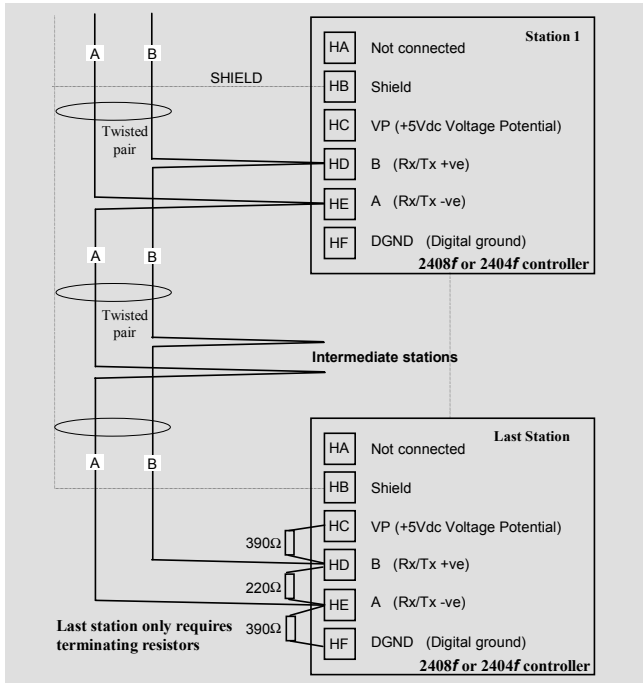 A
B
SHIELD
Twisted
pair
Station 1
HA Not connected
HB Shield
HC VP (+5Vdc Voltage Potential)
HD B (Rx/Tx +ve)
HE A (Rx/Tx -ve)
HF DGND (Digital ground)
2408f or 2404f controller
A
B
Twisted
pair
Intermediate stations
A
B
Last Station
HA Not connected
HB Shield
HC VP (+5Vdc Voltage Potential)
390Ω
HD B (Rx/Tx +ve)
220Ω
HE A (Rx/Tx -ve)
390Ω
HF DGND (Digital ground)
2408f or 2404f controller
Last station only requires
terminating resistors